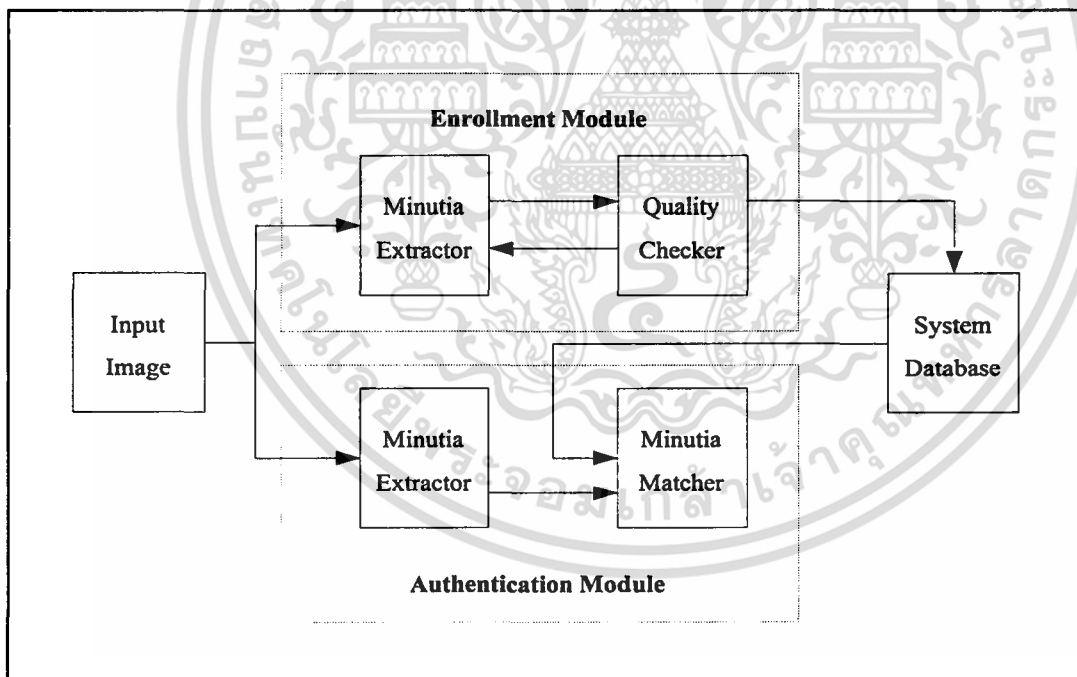 Enrollment Module
Minutia
Extractor
Quality
Checker
Input
Image
System
Database
Minutia
Extractor
Minutia
Matcher
Authentication Module